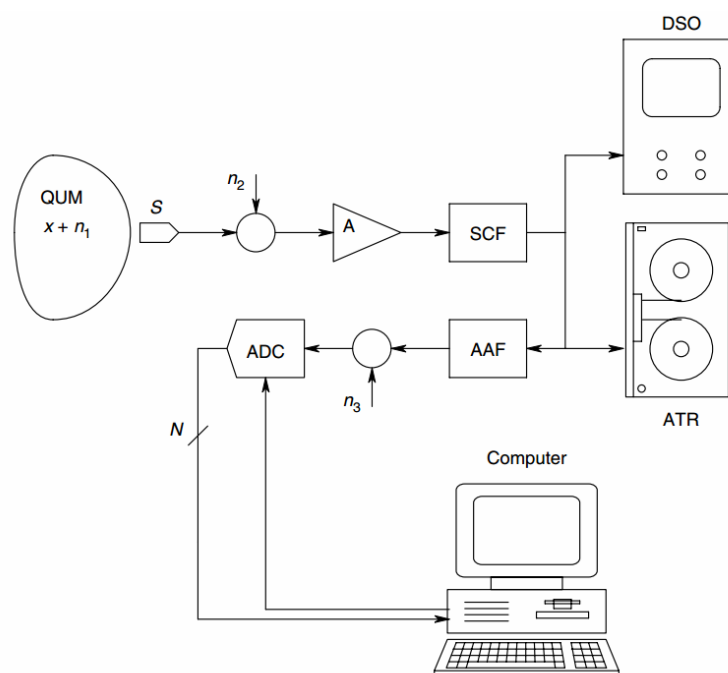 DSO
QUM
x + n1
S
n2
A
SCF
ADC
n3
AAF
ATR
N
Computer